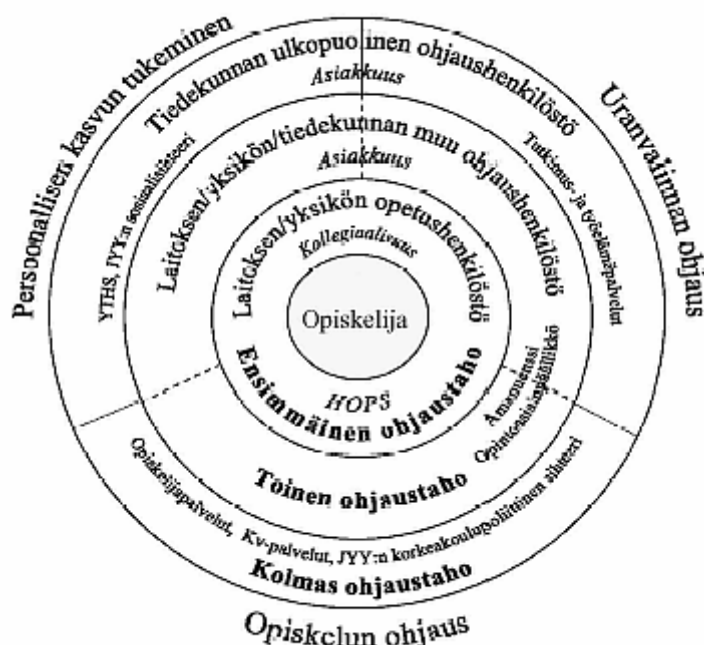 Persoonallisen kasvun tukeminen
Uranvalinnan ohjaus
Tiedekunnan ulkopuolinen ohjaushenkilöstö
Asiakkuus
YTHS, JYY:n sosiaalisihteeri
Tutkimus- ja työelämäpalvelut
Laitoksen/yksikön/tiedekunnan muu ohjaushenkilöstö
Asiakkuus
Laitoksen/yksikön opetushenkilöstö
Kollegiaalisuus
Opiskelija
HOPS
Ensimmäinen ohjaustaho
Amanuenssi
Opintoasiainpäällikkö
Toinen ohjaustaho
Opiskelijapalvelut, Kv-palvelut, JYY:n korkeakoulupoliittinen sihteeri
Kolmas ohjaustaho
Opiskelun ohjaus